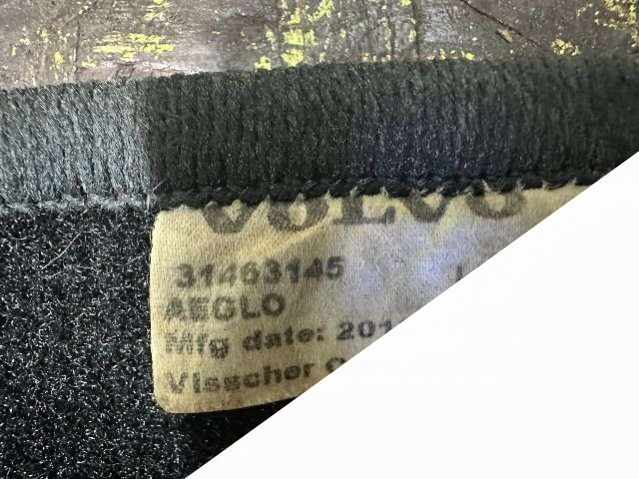 VOLVO
31463145
AEGLO
Mfg date: 201
Visscher